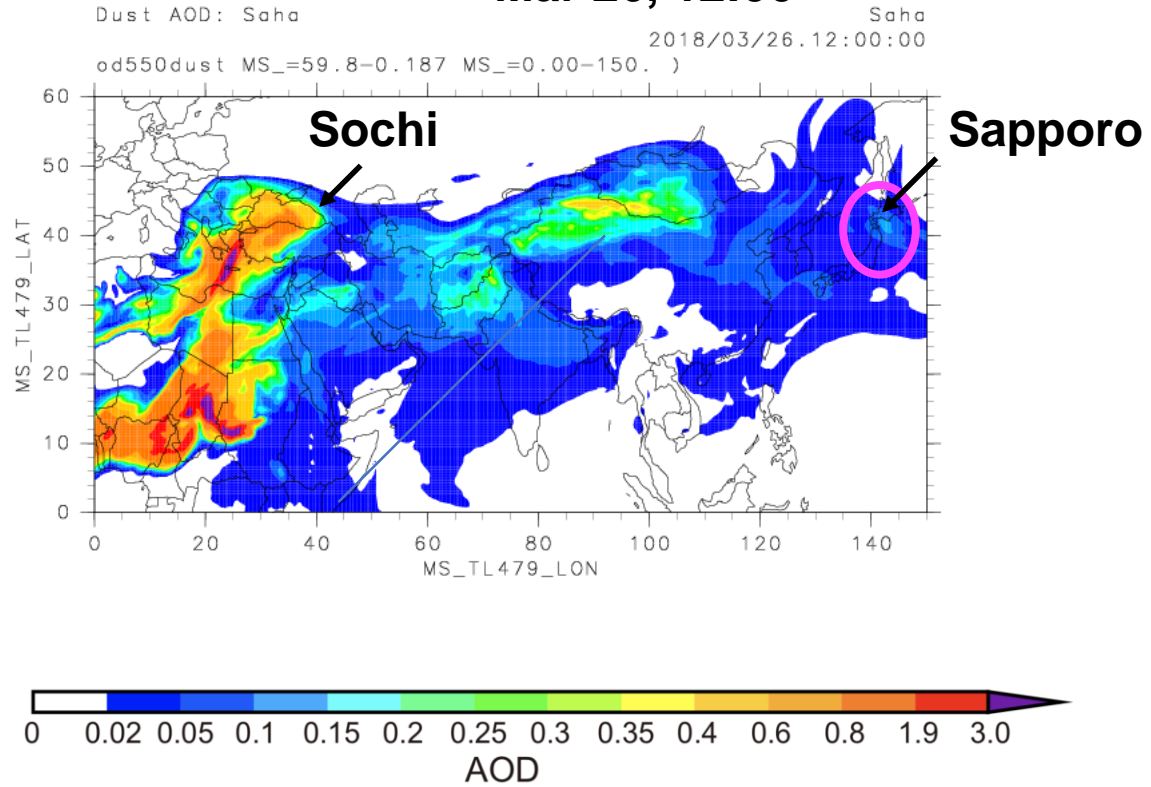 Dust AOD: Saha
Saha
2018/03/26.12:00:00
od550dust MS_=59.8-0.187 MS_=0.00-150. )
Sochi
Sapporo
60
50
40
30
20
10
0
MS_TL479_LAT
0 20 40 60 80 100 120 140
MS_TL479_LON
0 0.02 0.05 0.1 0.15 0.2 0.25 0.3 0.35 0.4 0.6 0.8 1.9 3.0
AOD